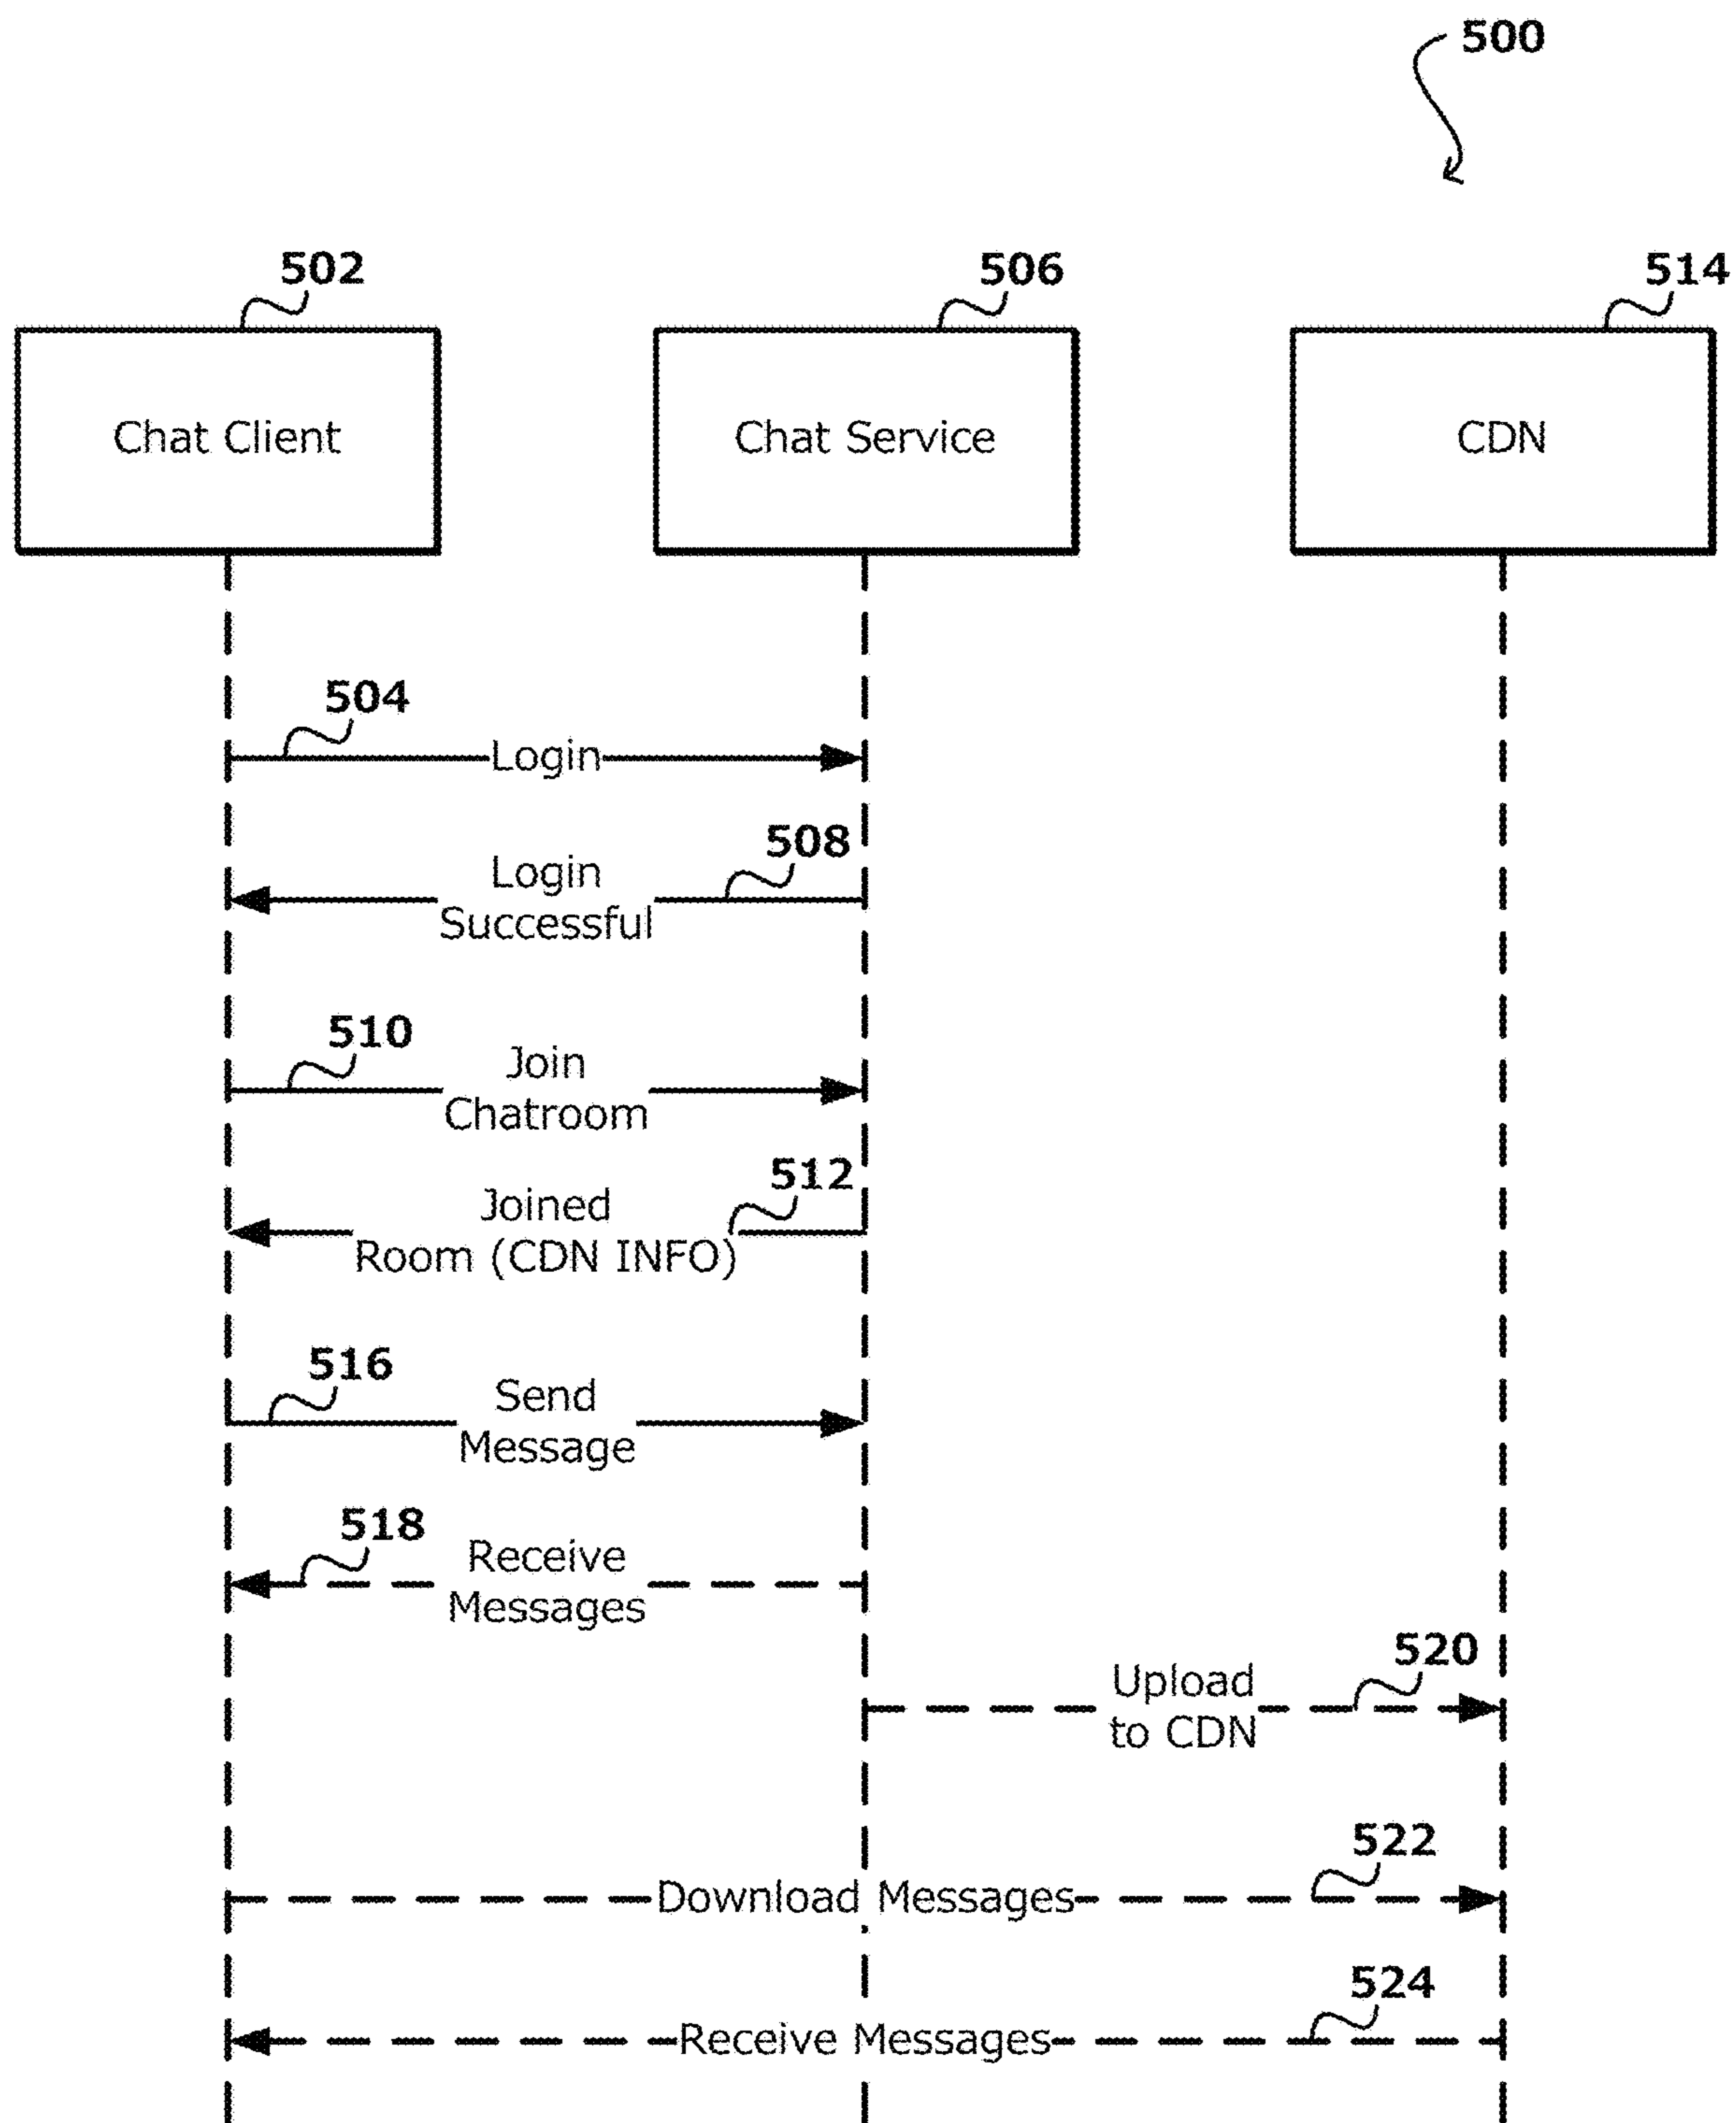 500
502
506
514
Chat Client
Chat Service
CDN
504
Login
508
Login
Successful
510
Join
Chatroom
512
Joined
Room (CDN INFO)
516
Send
Message
518
Receive
Messages
520
Upload
to CDN
522
Download Messages
524
Receive Messages